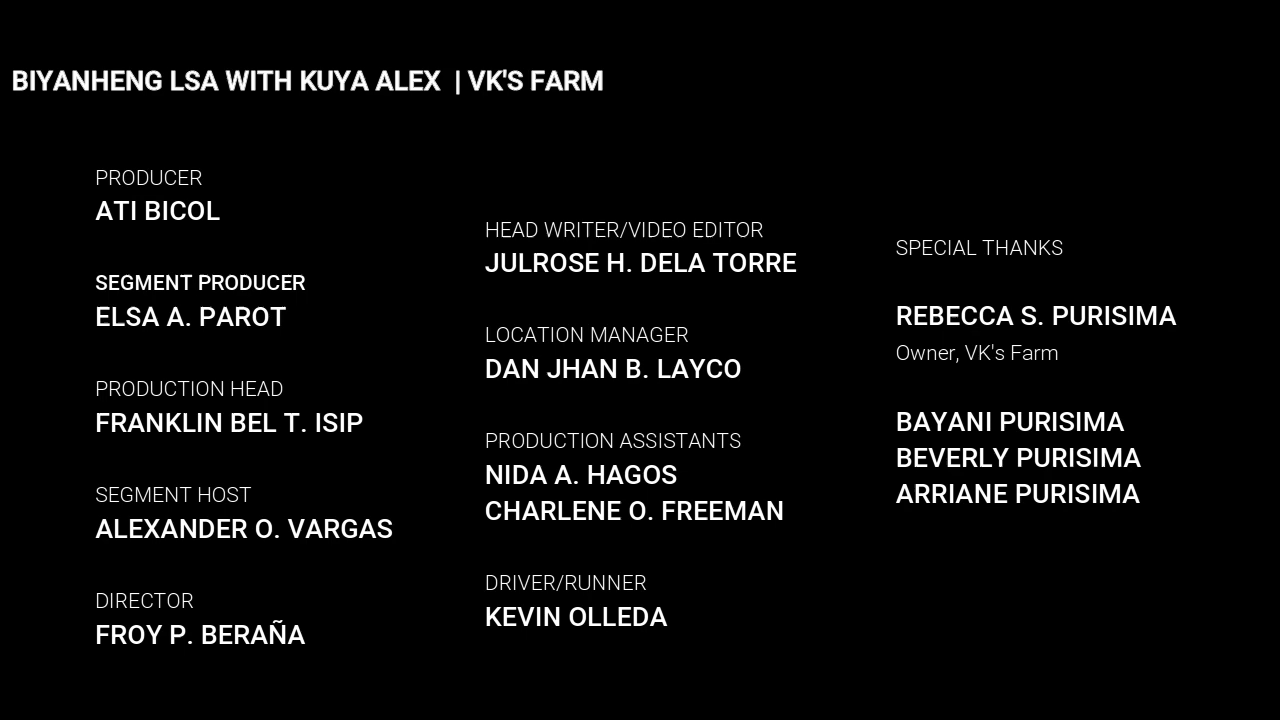 BIYANHENG LSA WITH KUYA ALEX | VK'S FARM
PRODUCER
ATI BICOL
SEGMENT PRODUCER
ELSA A. PAROT
PRODUCTION HEAD
FRANKLIN BEL T. ISIP
SEGMENT HOST
ALEXANDER O. VARGAS
DIRECTOR
FROY P. BERAÑA
HEAD WRITER/VIDEO EDITOR
JULROSE H. DELA TORRE
LOCATION MANAGER
DAN JHAN B. LAYCO
PRODUCTION ASSISTANTS
NIDA A. HAGOS
CHARLENE O. FREEMAN
DRIVER/RUNNER
KEVIN OLLEDA
SPECIAL THANKS
REBECCA S. PURISIMA
Owner, VK's Farm
BAYANI PURISIMA
BEVERLY PURISIMA
ARRIANE PURISIMA